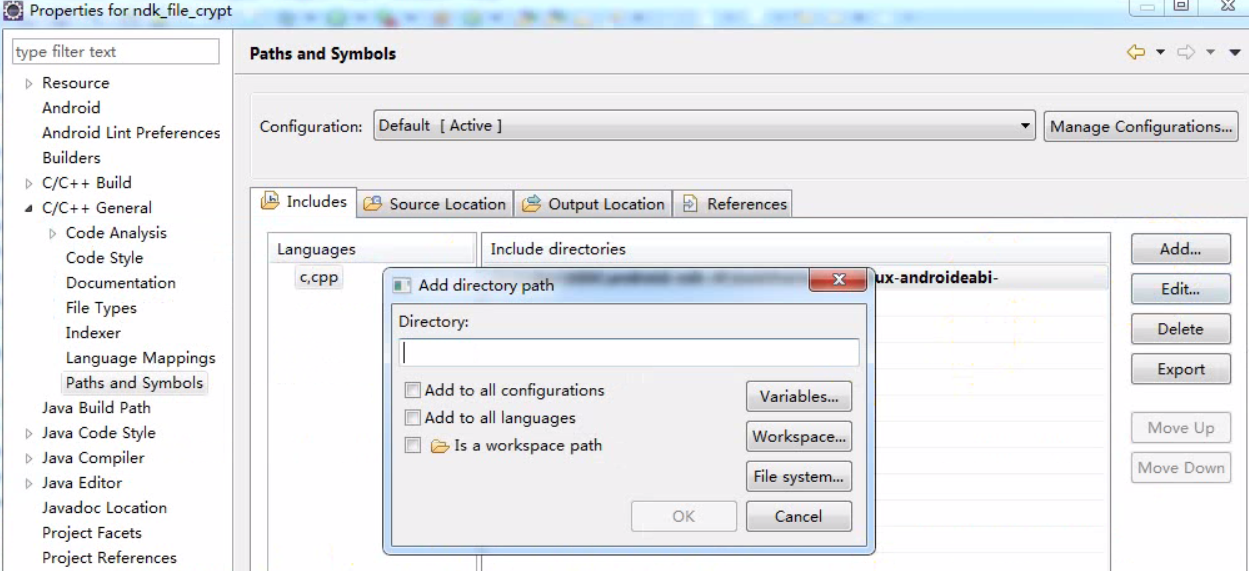 Properties for ndk_file_crypt
type filter text
Resource
Android
Android Lint Preferences
Builders
C/C++ Build
C/C++ General
Code Analysis
Code Style
Documentation
File Types
Indexer
Language Mappings
Paths and Symbols
Java Build Path
Java Code Style
Java Compiler
Java Editor
Javadoc Location
Project Facets
Project References
Paths and Symbols
Configuration:
Default [ Active ]
Manage Configurations...
Includes
Source Location
Output Location
References
Languages
Include directories
c,cpp
ux-androideabi-
Add...
Edit...
Delete
Export
Move Up
Move Down
Add directory path
Directory:
Add to all configurations
Add to all languages
Is a workspace path
Variables...
Workspace...
File system...
OK
Cancel